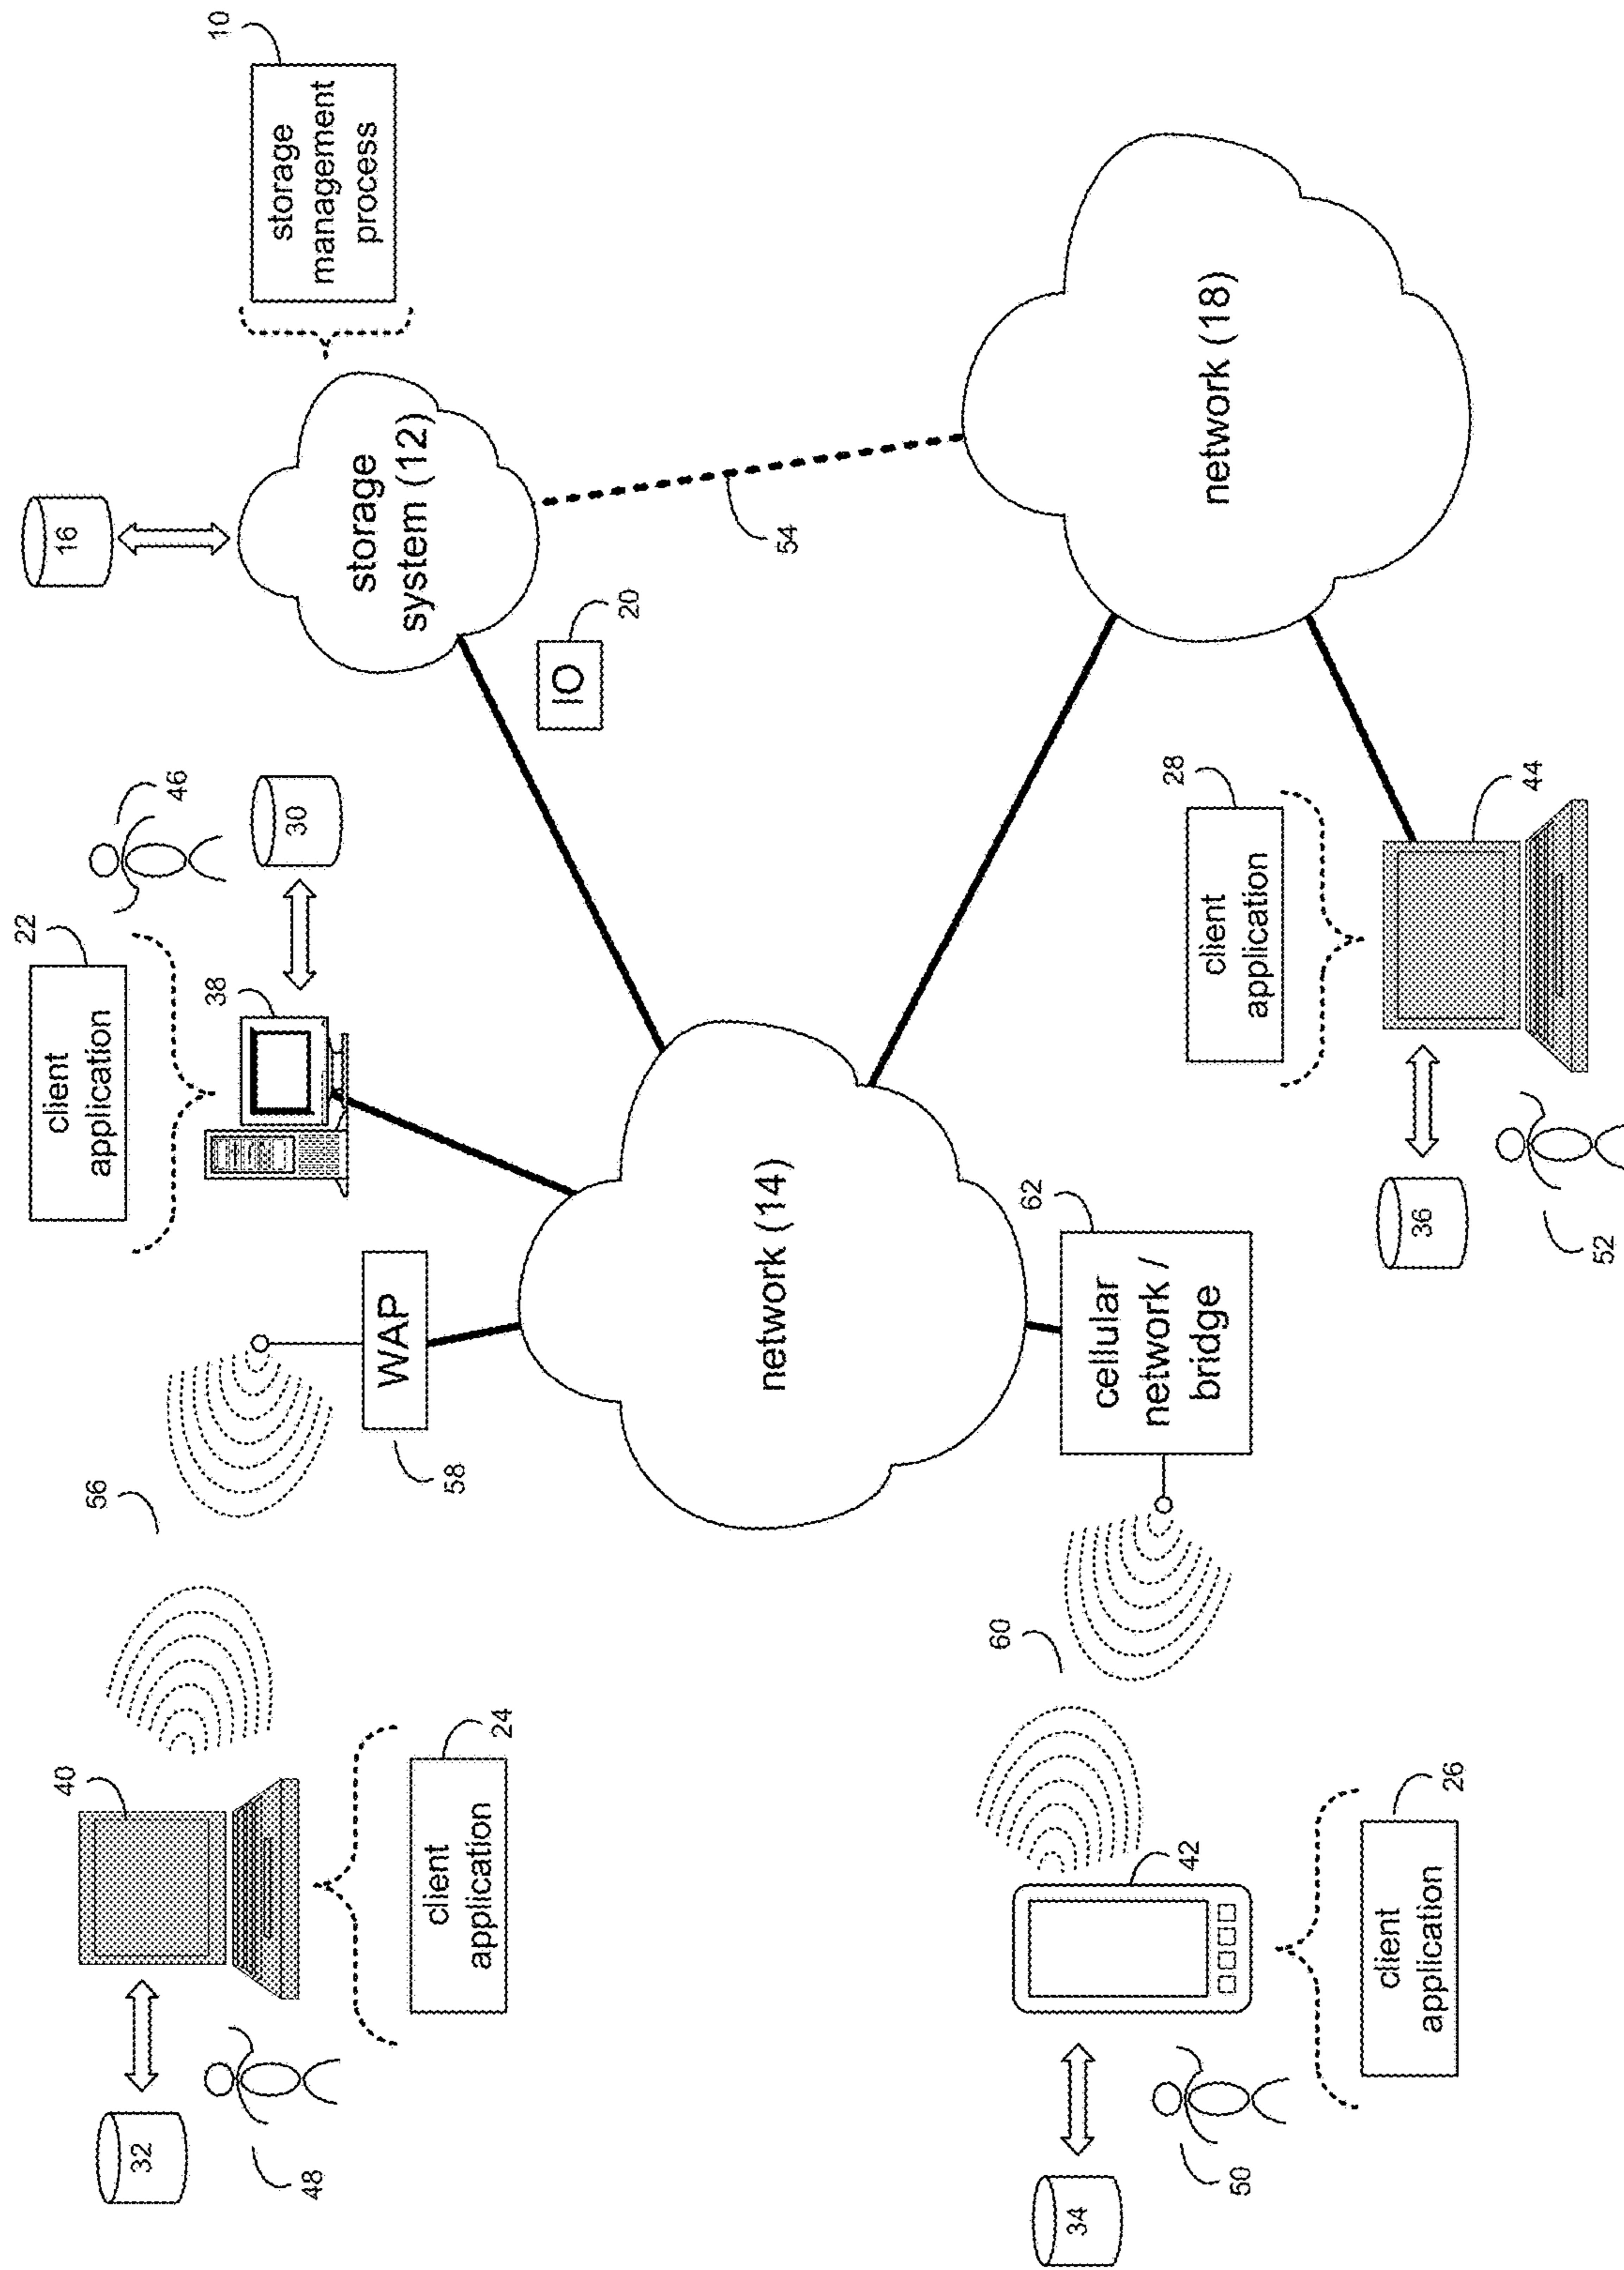 16
10
storage
management
process
storage
system (12)
IO
20
54
network (18)
46
30
22
client
application
38
28
client
application
44
36
52
56
WAP
58
network (14)
62
cellular
network /
bridge
60
40
24
client
application
32
48
42
26
client
application
34
50